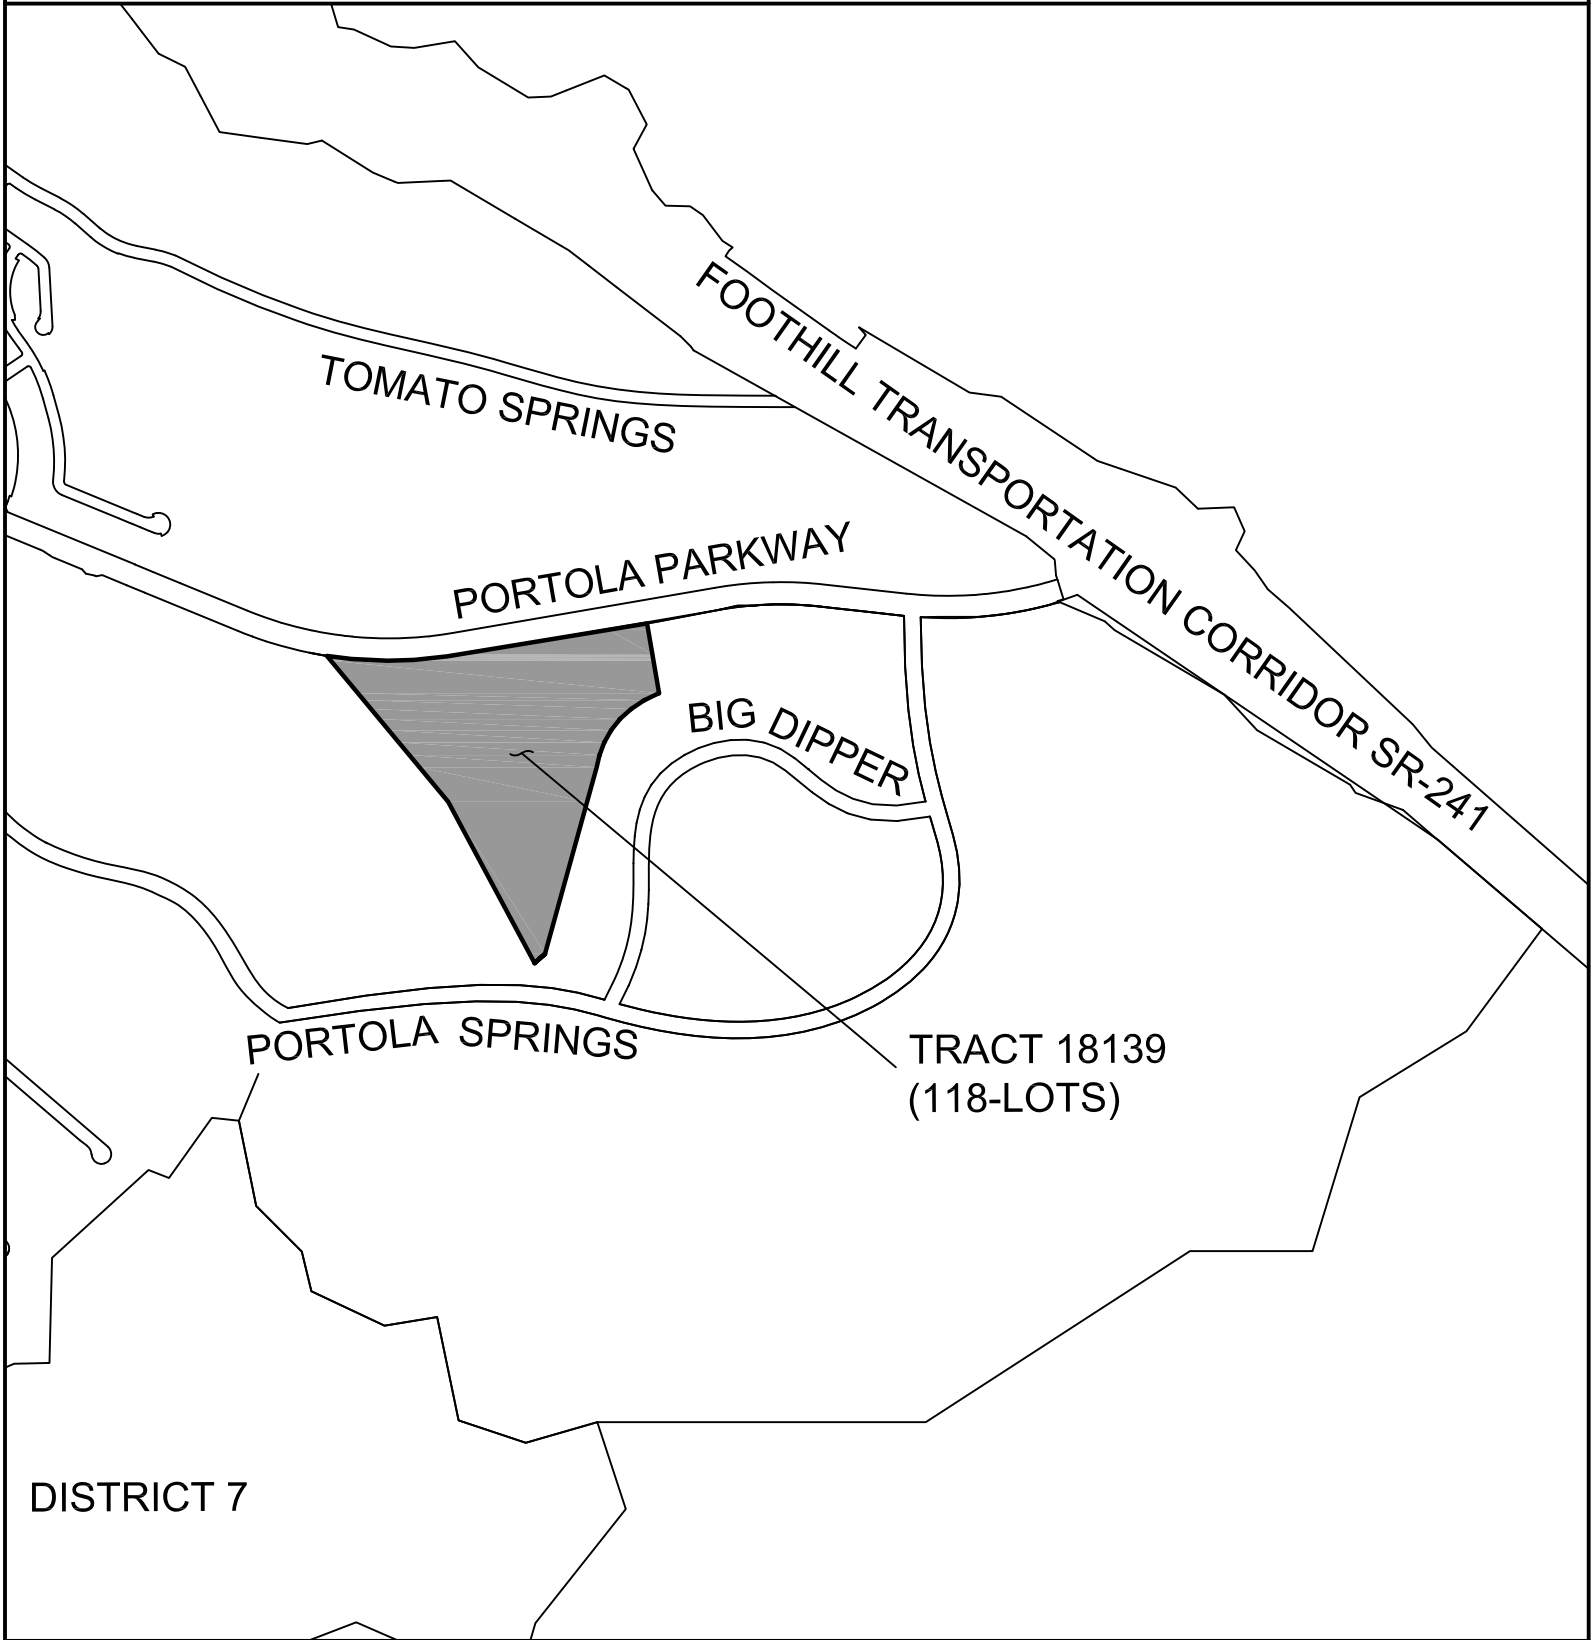 FOOTHILL TRANSPORTATION CORRIDOR SR-241
TOMATO SPRINGS
PORTOLA PARKWAY
BIG DIPPER
PORTOLA SPRINGS
TRACT 18139
(118-LOTS)
DISTRICT 7